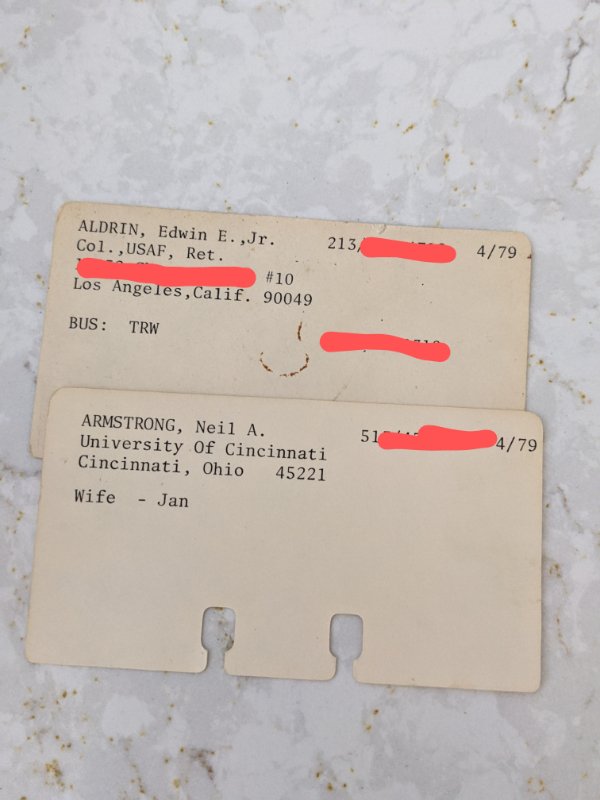 ALDRIN, Edwin E.,Jr. 213/ 4/79
Col.,USAF, Ret.
#10
Los Angeles,Calif. 90049
BUS: TRW
ARMSTRONG, Neil A. 4/79
University Of Cincinnati
Cincinnati, Ohio 45221
Wife - Jan